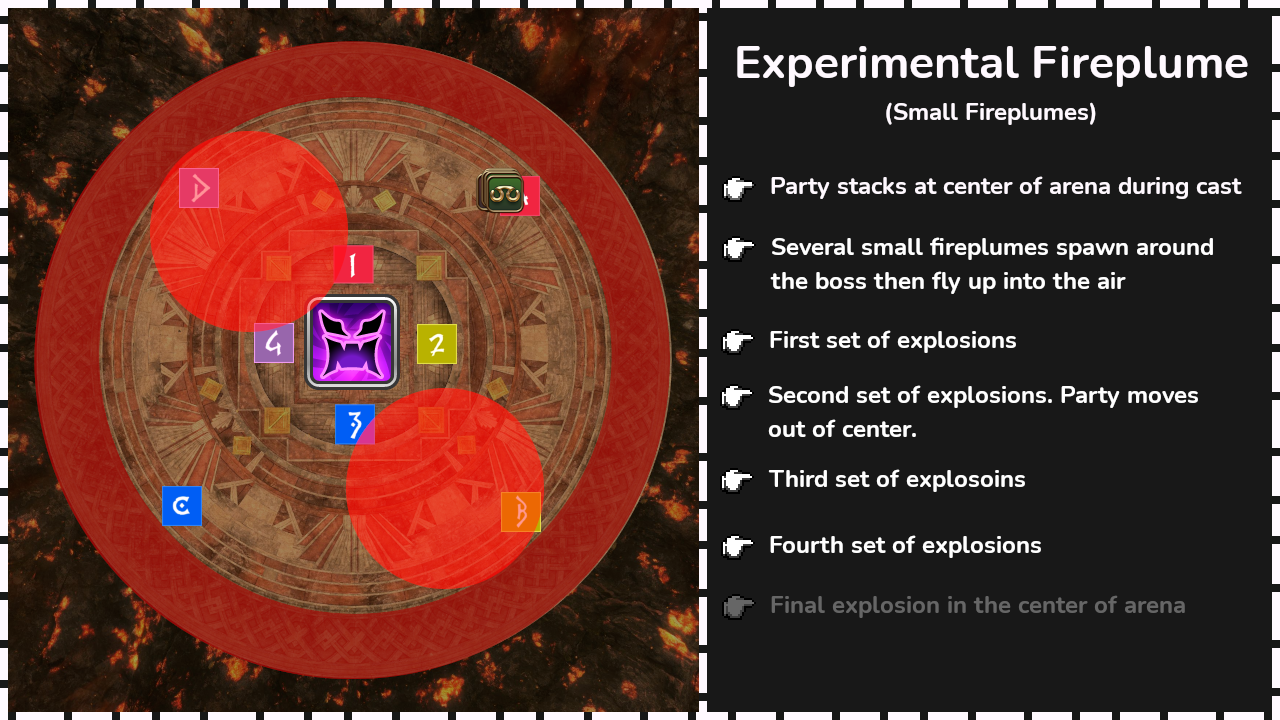 Experimental Fireplume
(Small Fireplumes)
Party stacks at center of arena during cast
Several small fireplumes spawn around
the boss then fly up into the air
First set of explosions
Second set of explosions. Party moves
out of center.
Third set of explosoins
Fourth set of explosions
Final explosion in the center of arena
D
1
4
2
3
C
B